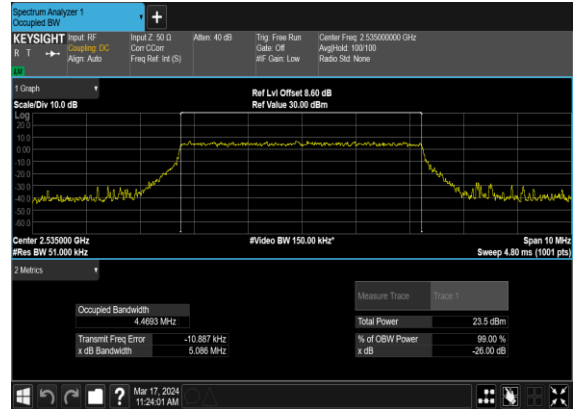 Spectrum Analyzer 1
Occupied BW
KEYSIGHT Input: RF Input Z: 50 Ω Atten: 40 dB Trig: Free Run Center Freq: 2.535000000 GHz
R T Coupling: DC Corr CCorr Gate: Off Avg|Hold: 100/100
Align: Auto Freq Ref: Int (S) #IF Gain: Low Radio Std: None
1 Graph
Ref Lvl Offset 8.60 dB
Scale/Div 10.0 dB Ref Value 30.00 dBm
Log
20.0
10.0
0.00
-10.0
-20.0
-30.0
-40.0
-50.0
-60.0
Center 2.535000 GHz #Video BW 150.00 kHz* Span 10 MHz
#Res BW 51.000 kHz Sweep 4.80 ms (1001 pts)
2 Metrics
Measure Trace Trace 1
Occupied Bandwidth
4.4693 MHz Total Power 23.5 dBm
Transmit Freq Error -10.887 kHz % of OBW Power 99.00 %
x dB Bandwidth 5.086 MHz x dB -26.00 dB
Mar 17, 2024
11:24:01 AM